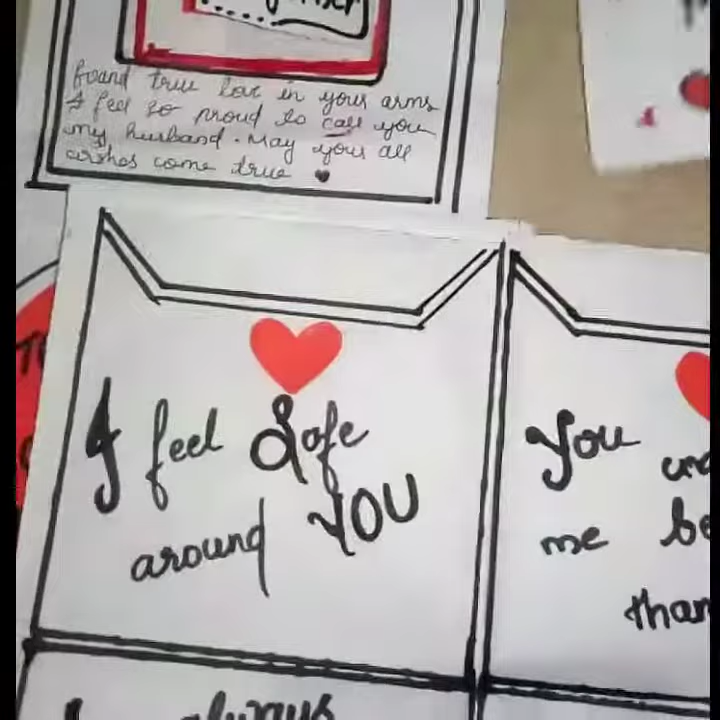 found true love in your arms
I feel so proud to call you
my husband. May your all
wishes come true
I feel Safe
around YOU
You
me be
than
always